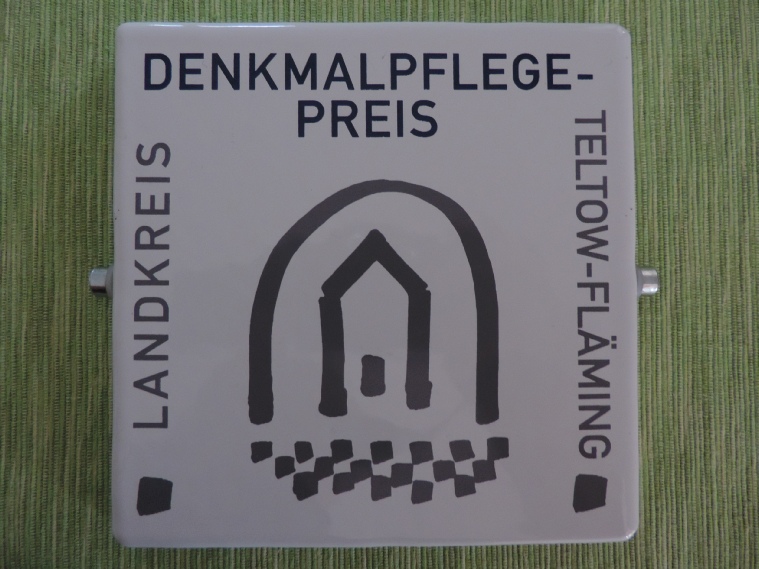 DENKMALPFLEGE-
PREIS
LANDKREIS
TELTOW-FLÄMING